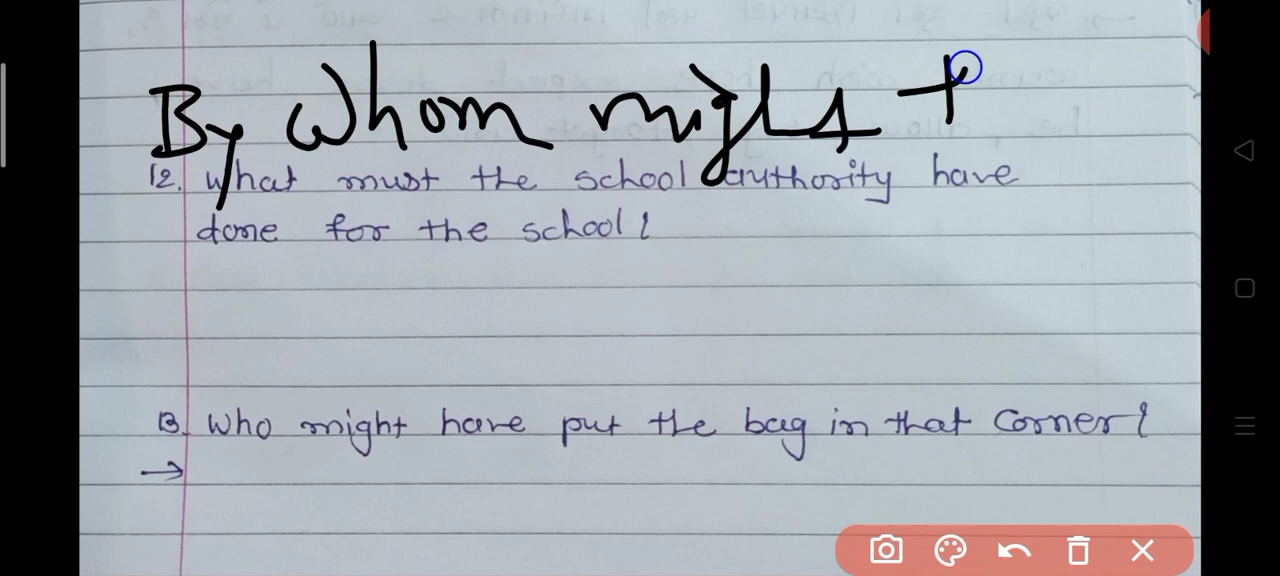 By whom might t
12. What must the school authority have
done for the school?
13. Who might have put the bag in that corner?
→